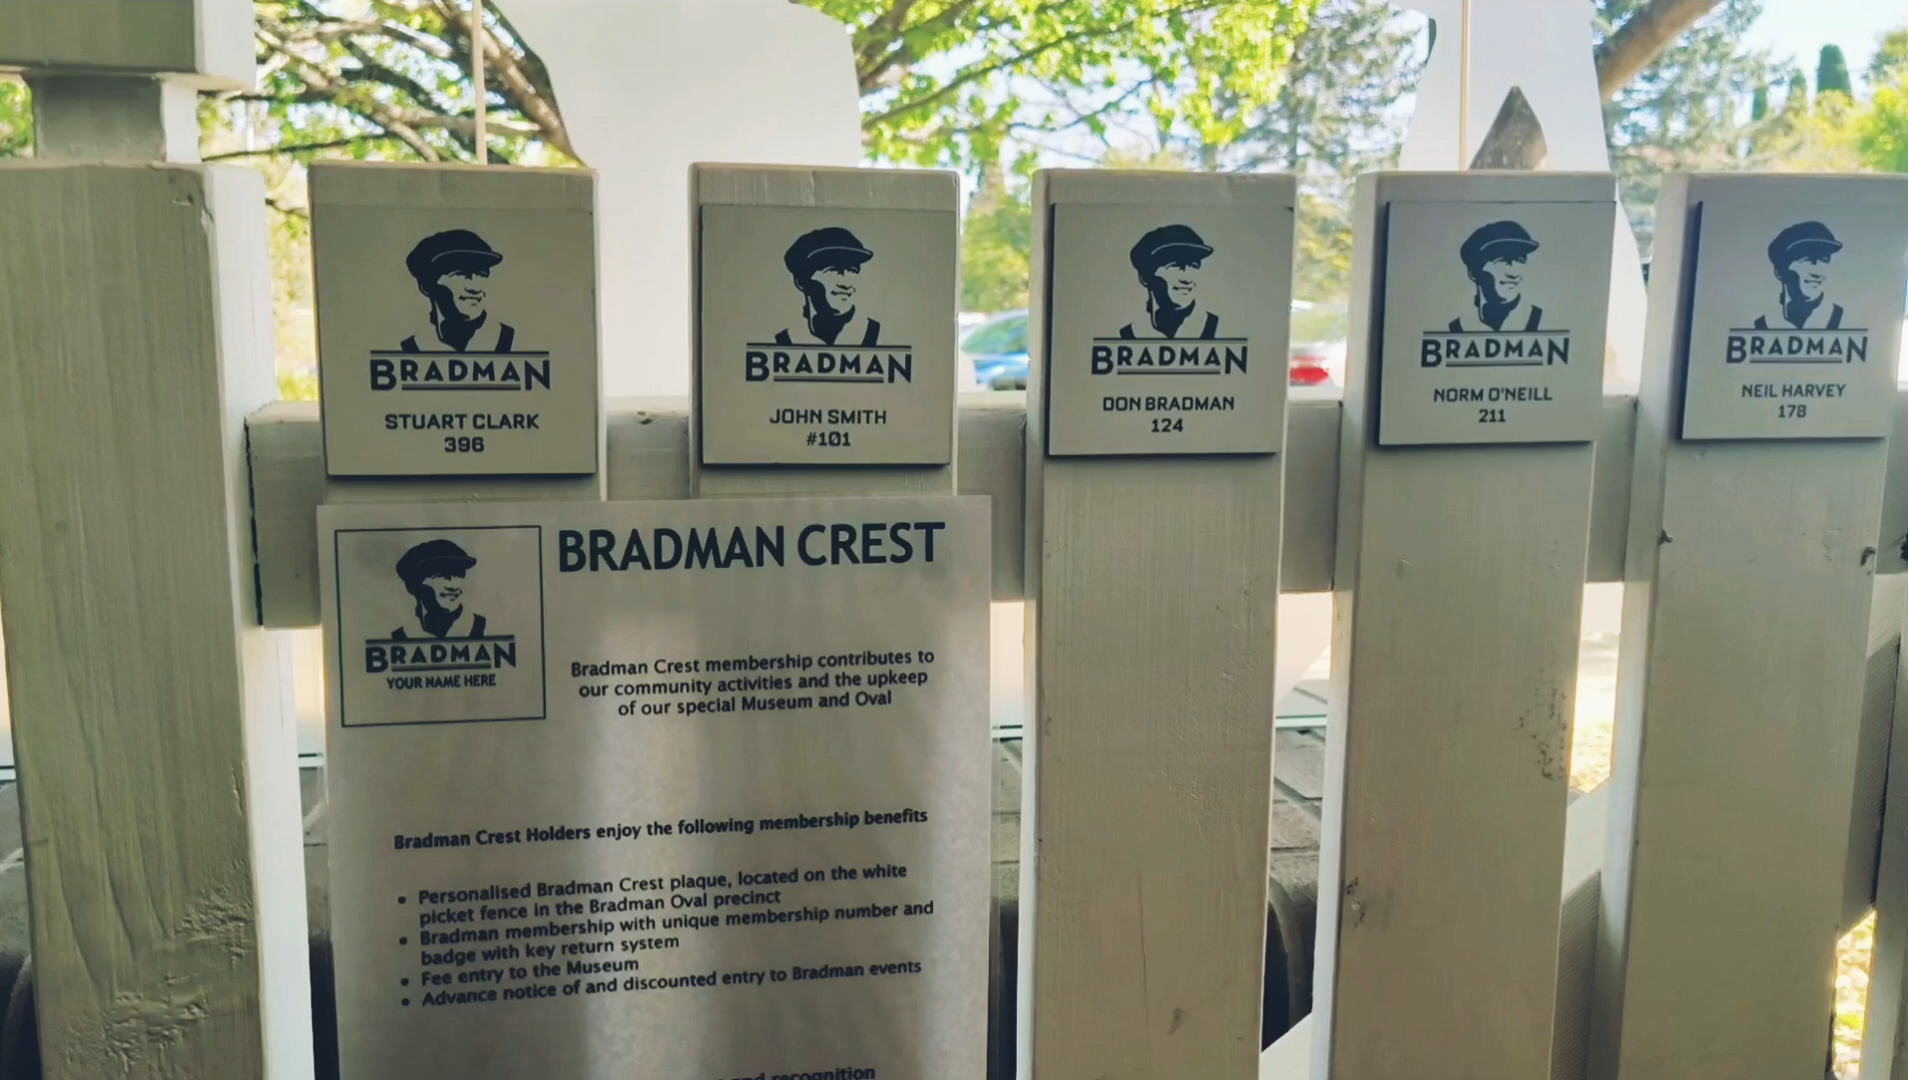 BRADMAN
STUART CLARK
396
BRADMAN
JOHN SMITH
#101
BRADMAN
DON BRADMAN
124
BRADMAN
NORM O'NEILL
211
BRADMAN
NEIL HARVEY
178
BRADMAN
YOUR NAME HERE
BRADMAN CREST
Bradman Crest membership contributes to
our community activities and the upkeep
of our special Museum and Oval
Bradman Crest Holders enjoy the following membership benefits
• Personalised Bradman Crest plaque, located on the white
picket fence in the Bradman Oval precinct
• Bradman membership with unique membership number and
badge with key return system
• Fee entry to the Museum
• Advance notice of and discounted entry to Bradman events
and recognition